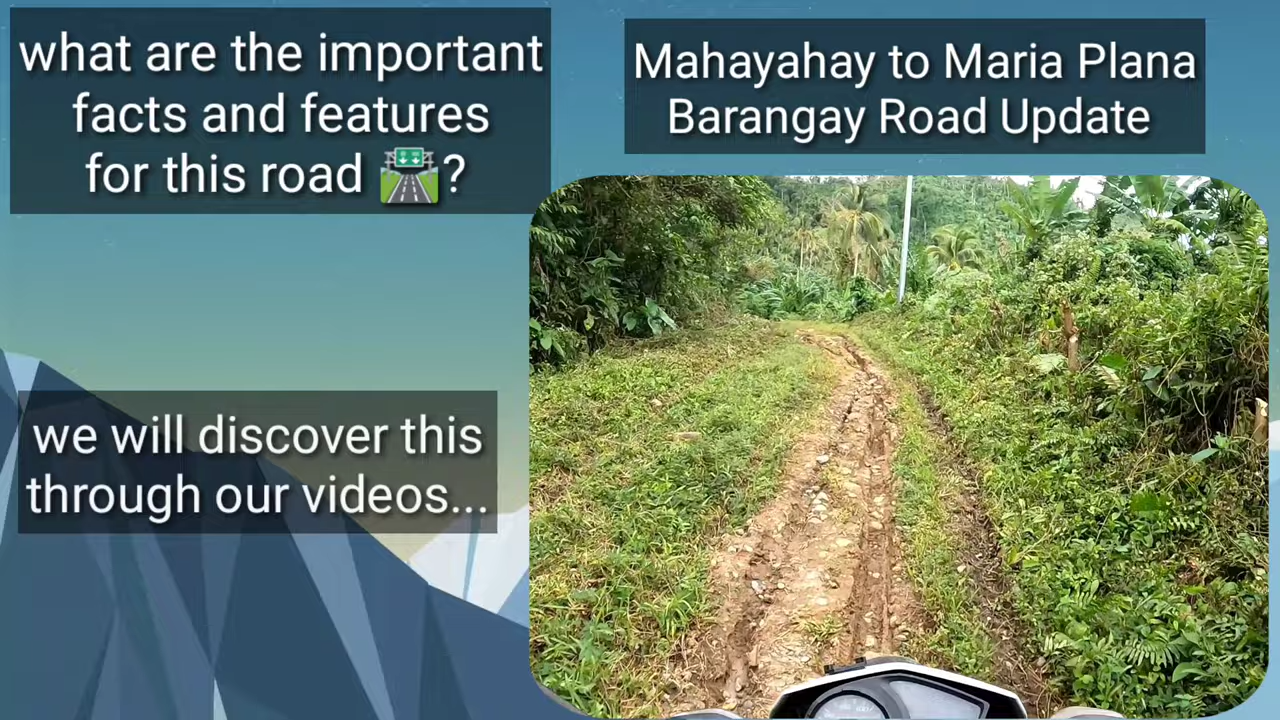 what are the important
facts and features
for this road 🛣️?
Mahayahay to Maria Plana
Barangay Road Update
we will discover this
through our videos...